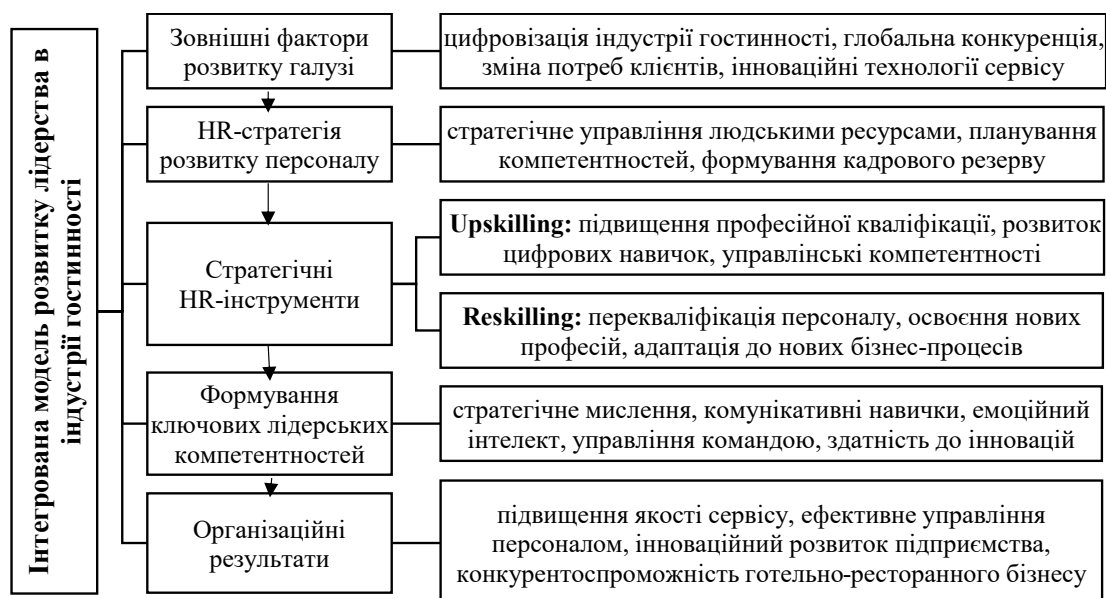 Інтегрована модель розвитку лідерства в
індустрії гостинності
Зовнішні фактори
розвитку галузі
цифровізація індустрії гостинності, глобальна конкуренція,
зміна потреб клієнтів, інноваційні технології сервісу
HR-стратегія
розвитку персоналу
стратегічне управління людськими ресурсами, планування
компетентностей, формування кадрового резерву
Стратегічні
HR-інструменти
Upskilling: підвищення професійної кваліфікації, розвиток
цифрових навичок, управлінські компетентності
Reskilling: перекваліфікація персоналу, освоєння нових
професій, адаптація до нових бізнес-процесів
Формування
ключових лідерських
компетентностей
стратегічне мислення, комунікативні навички, емоційний
інтелект, управління командою, здатність до інновацій
Організаційні
результати
підвищення якості сервісу, ефективне управління
персоналом, інноваційний розвиток підприємства,
конкурентоспроможність готельно-ресторанного бізнесу